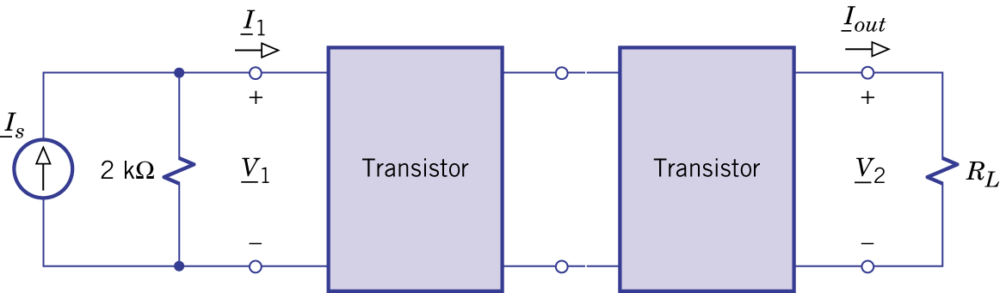 I1
Iout
+
+
Is
2 kΩ
V1
Transistor
Transistor
V2
RL
−
−